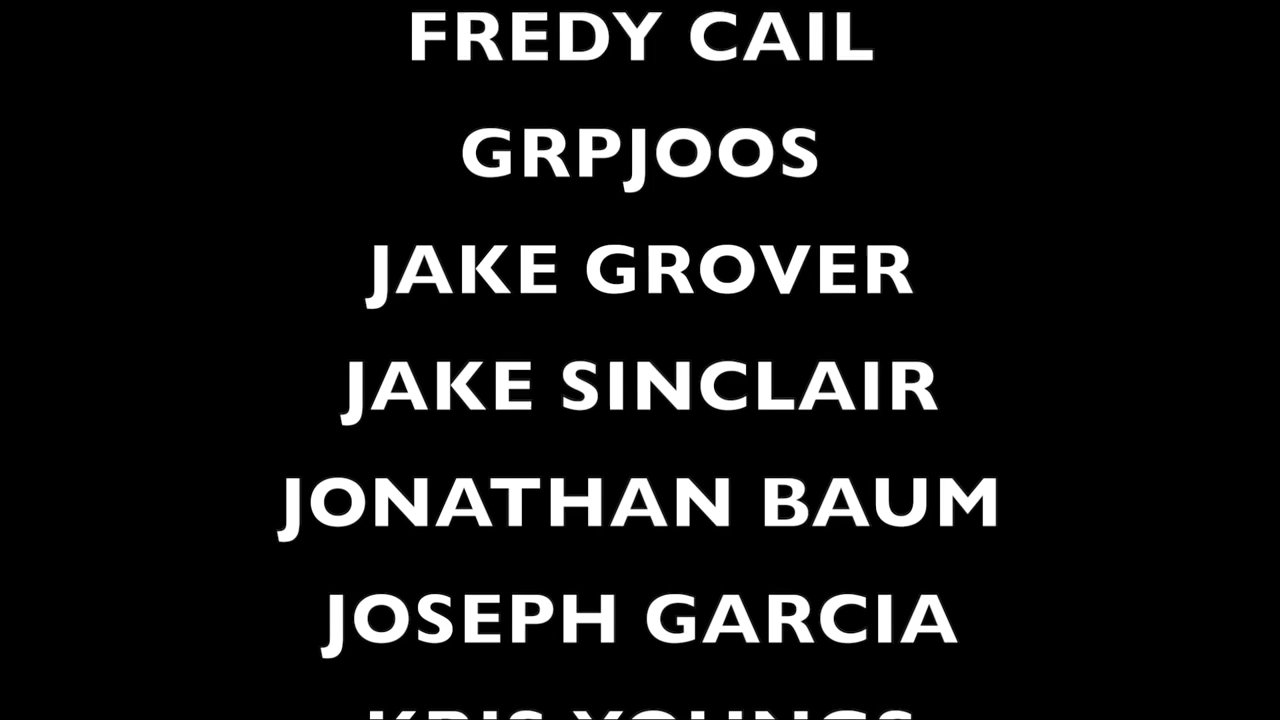 FREDY CAIL
GRPJOOS
JAKE GROVER
JAKE SINCLAIR
JONATHAN BAUM
JOSEPH GARCIA